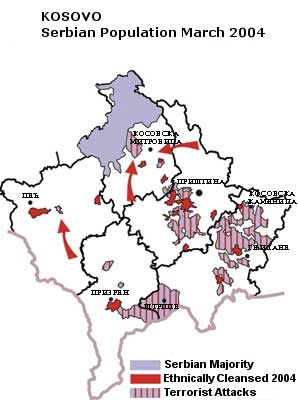 KOSOVO
Serbian Population March 2004
КОСОВСКА
МИТРОВИЦА
ПРИШТИНА
КОСОВСКА
КАМЕНИЦА
ПЕЋ
ГЊИЛАНЕ
ПРИЗРЕН
Serbian Majority
Ethnically Cleansed 2004
Terrorist Attacks